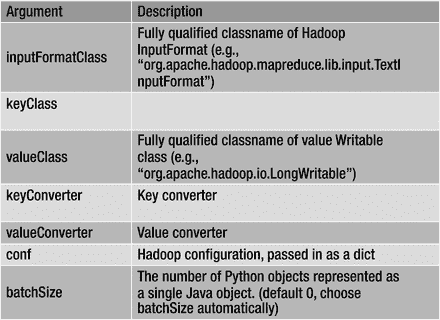 Argument Description
inputFormatClass
Fully qualified classname of Hadoop
InputFormat (e.g.,
“org.apache.hadoop.mapreduce.lib.input.TextI
nputFormat”)
keyClass
valueClass
Fully qualified classname of value Writable
class (e.g.,
“org.apache.hadoop.io.LongWritable”)
keyConverter Key converter
valueConverter Value converter
conf Hadoop configuration, passed in as a dict
batchSize
The number of Python objects represented as
a single Java object. (default 0, choose
batchSize automatically)